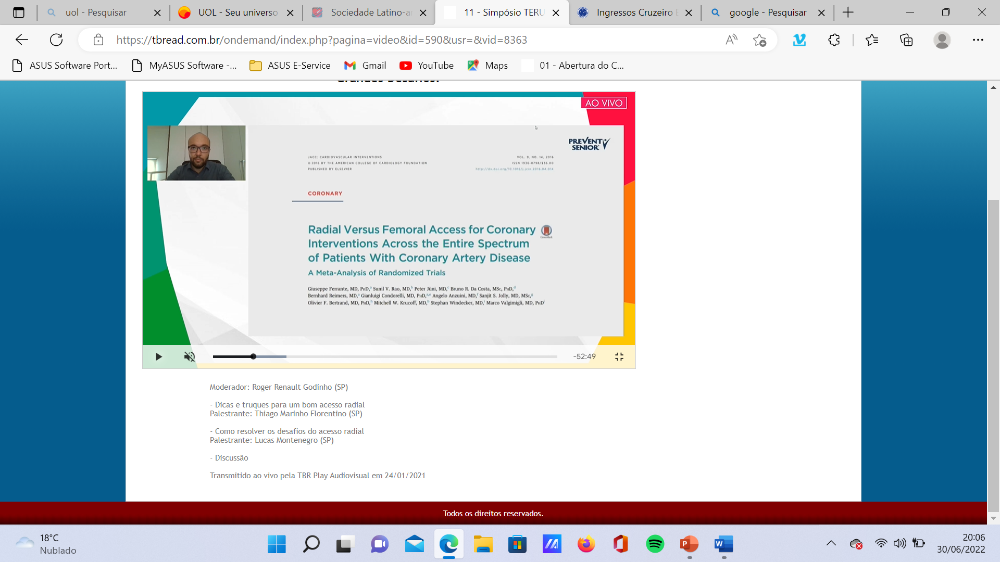 uol - Pesquisar
UOL - Seu universo
Sociedade Latino-a
11 - Simpósio TERU
Ingressos Cruzeiro
google - Pesquisar
https://tbread.com.br/ondemand/index.php?pagina=video&id=590&usr=&vid=8363
ASUS Software Port...
MyASUS Software -...
ASUS E-Service
Gmail
YouTube
Maps
01 - Abertura do C...
Grandes Desafios.
AO VIVO
PREVENT SENIOR
JACC: CARDIOVASCULAR INTERVENTIONS
© 2016 BY THE AMERICAN COLLEGE OF CARDIOLOGY FOUNDATION
PUBLISHED BY ELSEVIER
VOL. 9, NO. 14, 2016
ISSN 1936-8798/$36.00
http://dx.doi.org/10.1016/j.jcin.2016.04.014
CORONARY
Radial Versus Femoral Access for Coronary
Interventions Across the Entire Spectrum
of Patients With Coronary Artery Disease
CrossMark
A Meta-Analysis of Randomized Trials
Giuseppe Ferrante, MD, PhD,a Sunil V. Rao, MD,b Peter Jüni, MD,c Bruno R. Da Costa, MSc, PhD,d
Bernhard Reimers, MD,a Gianluigi Condorelli, MD, PhD,a,e Angelo Anzuini, MD,f Sanjit S. Jolly, MD, MSc,g
Olivier F. Bertrand, MD, PhD,h Mitchell W. Krucoff, MD,b Stephan Windecker, MD,i Marco Valgimigli, MD, PhDi
-52:49
Moderador: Roger Renault Godinho (SP)
- Dicas e truques para um bom acesso radial
Palestrante: Thiago Marinho Florentino (SP)
- Como resolver os desafios do acesso radial
Palestrante: Lucas Montenegro (SP)
- Discussão
Transmitido ao vivo pela TBR Play Audiovisual em 24/01/2021
Todos os direitos reservados.
18°C
Nublado
20:06
30/06/2022